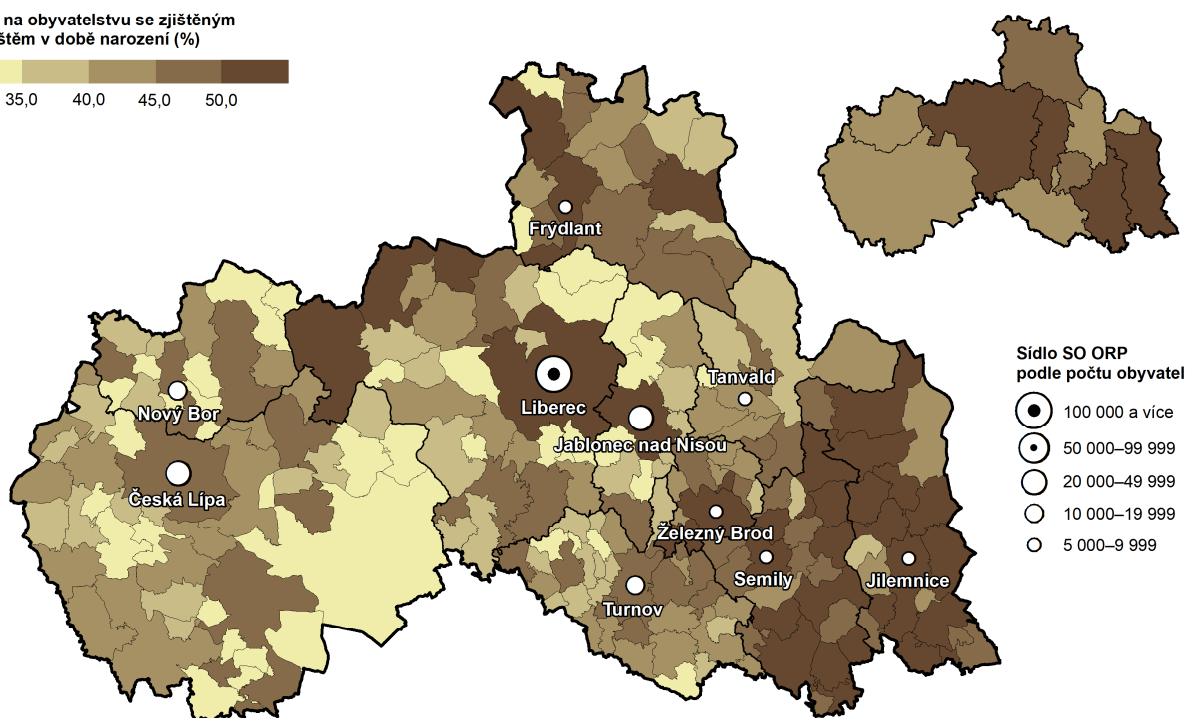 na obyvatelstvu se zjištěným
v době narození (%)
35,0 40,0 45,0 50,0
Frýdlant
Tanvald
Liberec
Nový Bor
Jablonec nad Nisou
Česká Lípa
Železný Brod
Semily
Jilemnice
Turnov
Sídlo SO ORP
podle počtu obyvatel
100 000 a více
50 000–99 999
20 000–49 999
10 000–19 999
5 000–9 999